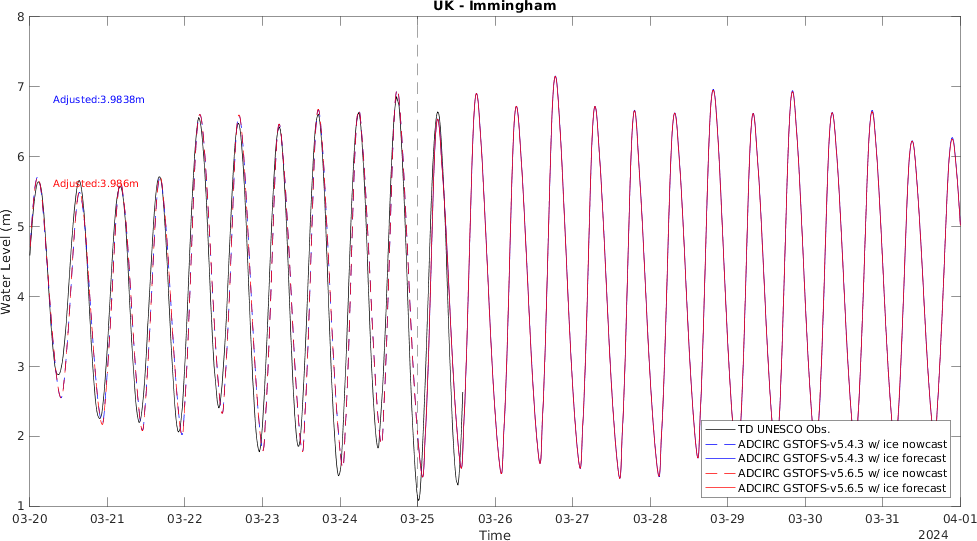 UK - Immingham
8
7
6
5
4
3
2
1
Water Level (m)
Adjusted:3.9838m
Adjusted:3.986m
TD UNESCO Obs.
ADCIRC GSTOFS-v5.4.3 w/ ice nowcast
ADCIRC GSTOFS-v5.4.3 w/ ice forecast
ADCIRC GSTOFS-v5.6.5 w/ ice nowcast
ADCIRC GSTOFS-v5.6.5 w/ ice forecast
03-20 03-21 03-22 03-23 03-24 03-25 03-26 03-27 03-28 03-29 03-30 03-31 04-01
Time
2024